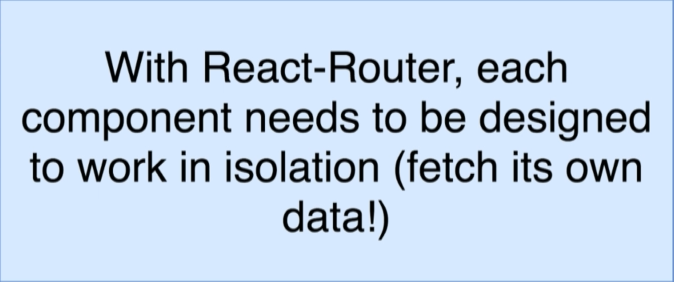 With React-Router, each
component needs to be designed
to work in isolation (fetch its own
data!)